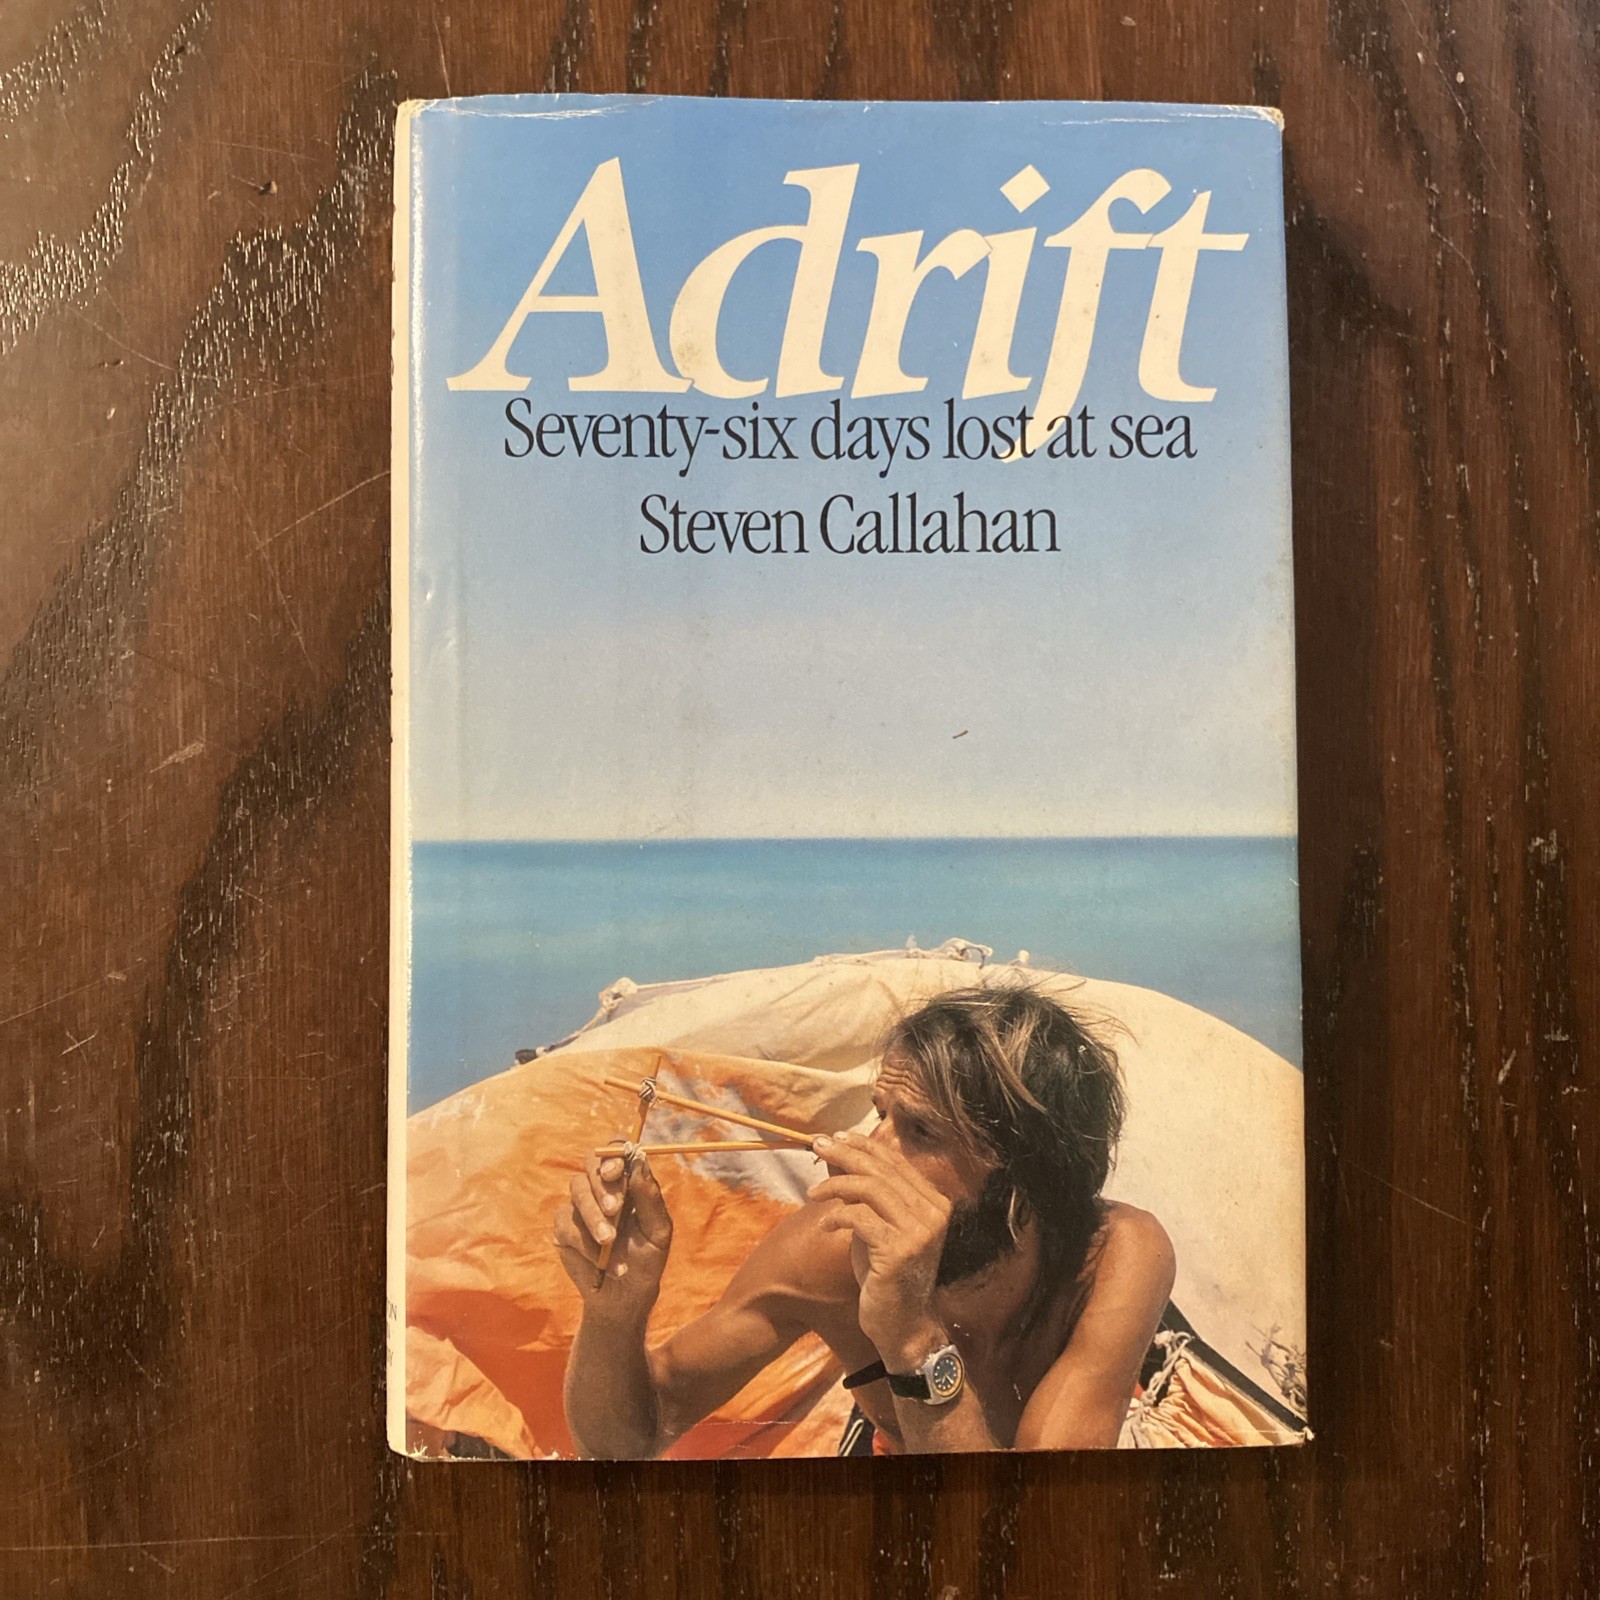 Adrift
Seventy-six days lost at sea
Steven Callahan